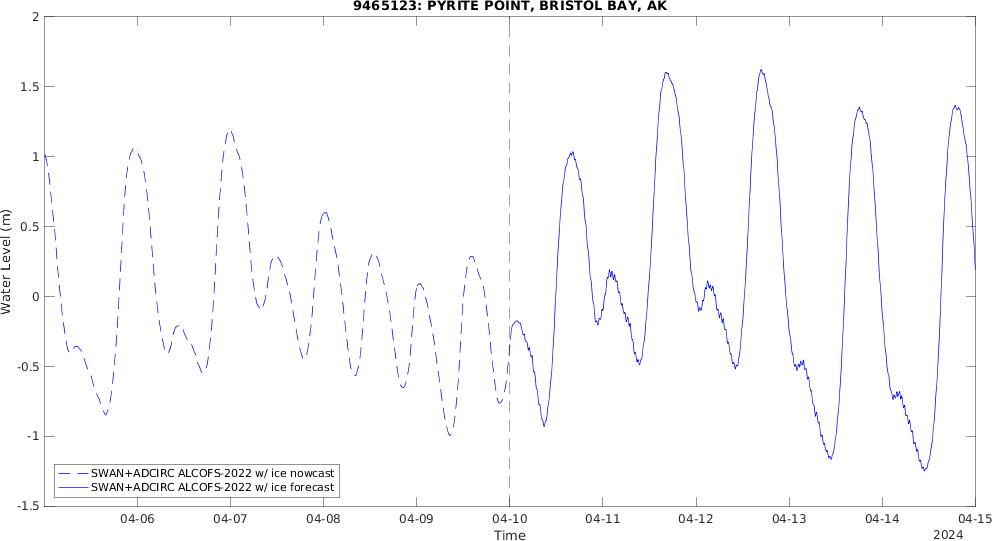 9465123: PYRITE POINT, BRISTOL BAY, AK
2
1.5
1
0.5
0
-0.5
-1
-1.5
Water Level (m)
SWAN+ADCIRC ALCOFS-2022 w/ ice nowcast
SWAN+ADCIRC ALCOFS-2022 w/ ice forecast
04-06 04-07 04-08 04-09 04-10 04-11 04-12 04-13 04-14 04-15
Time
2024